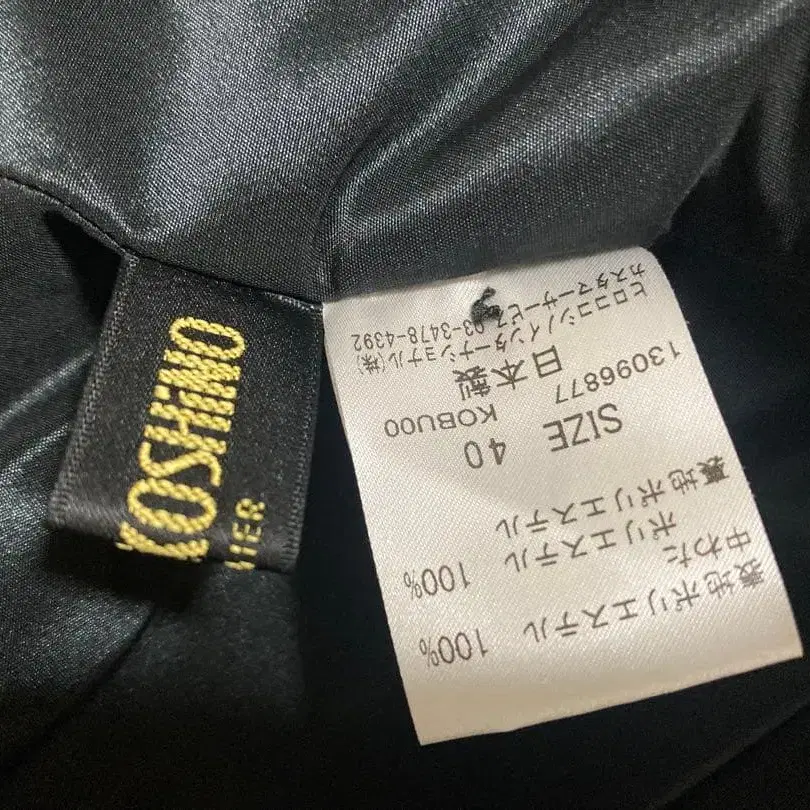 KOSHINO
表地ポリエステル 100%
中わた
ポリエステル 100%
裏地ポリエステル
SIZE 40
13096877 KOBU00
日本製
ヒロココシノインターナショナル(株)
カスタマーサービス 03-3478-4392